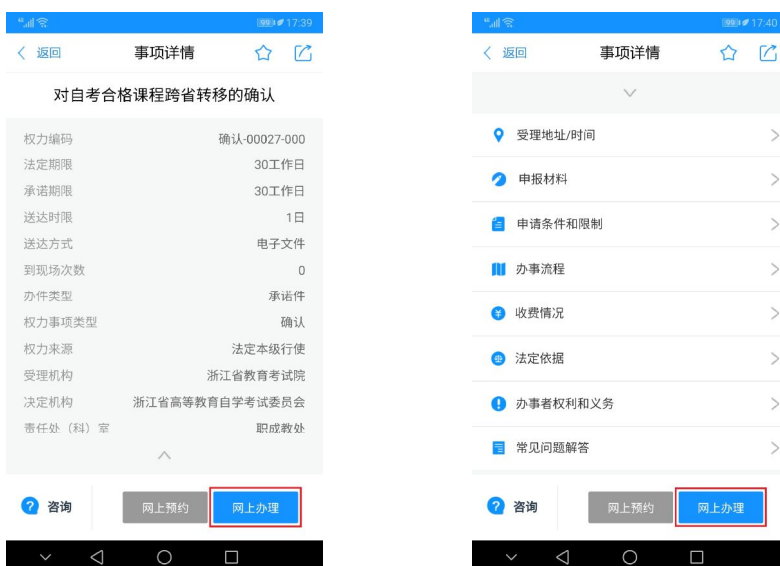 46 17:39
返回 事项详情
对自考合格课程跨省转移的确认
权力编码 确认-00027-000
法定期限 30工作日
承诺期限 30工作日
送达时限 1日
送达方式 电子文件
到现场次数 0
办件类型 承诺件
权力事项类型 确认
权力来源 法定本级行使
受理机构 浙江省教育考试院
决定机构 浙江省高等教育自学考试委员会
责任处（科）室 职成教处
咨询 网上预约 网上办理
46 17:40
返回 事项详情
受理地址/时间
申报材料
申请条件和限制
办事流程
收费情况
法定依据
办事者权利和义务
常见问题解答
咨询 网上预约 网上办理